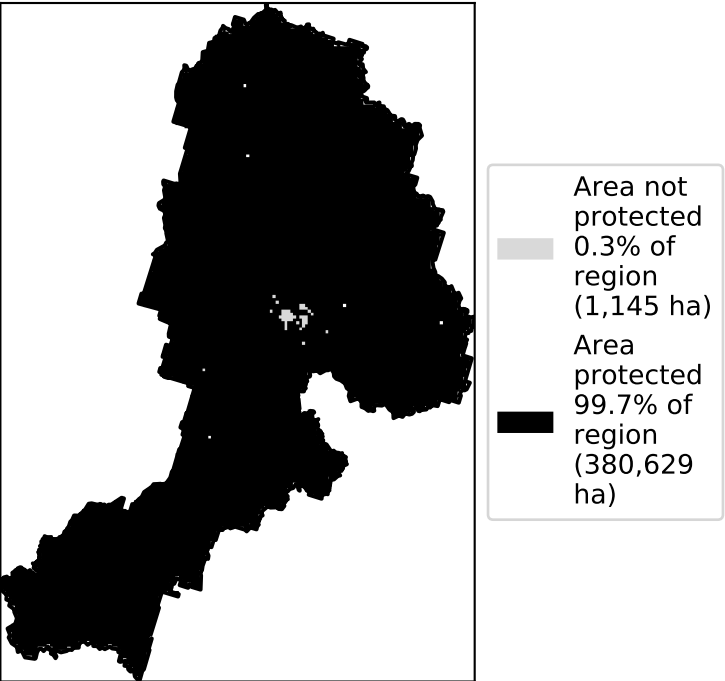 Area not
protected
0.3% of
region
(1,145 ha)
Area
protected
99.7% of
region
(380,629
ha)